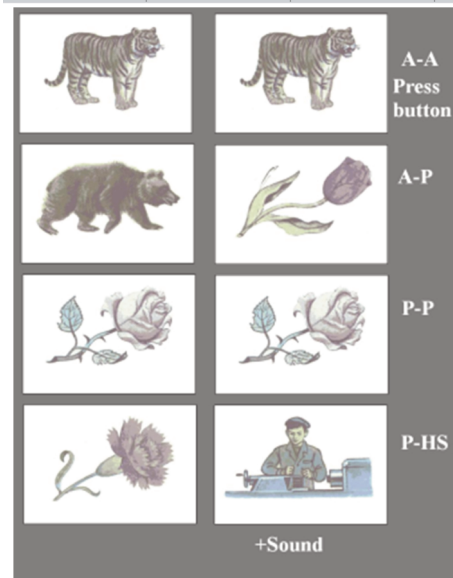 A-A
Press
button
A-P
P-P
P-HS
+Sound